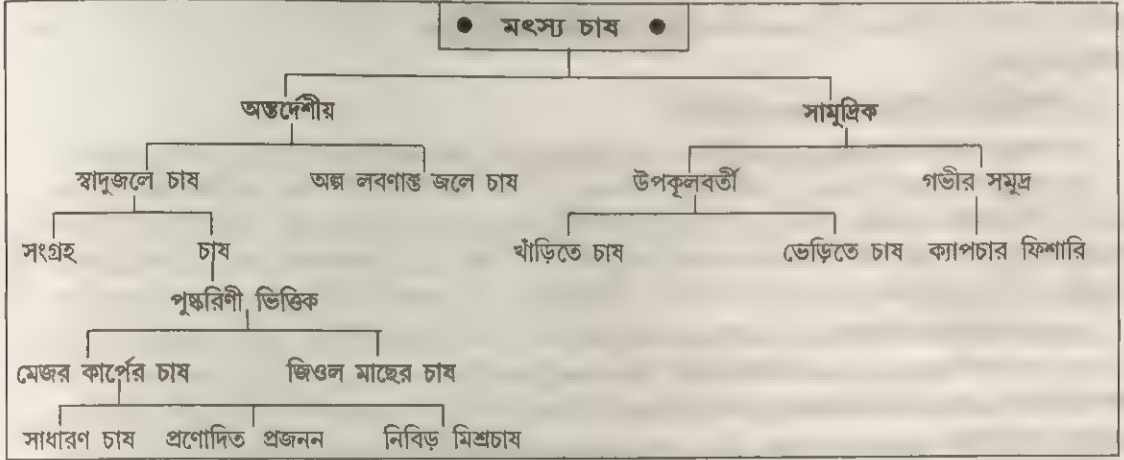 ● মৎস্য চাষ ●
অন্তর্দেশীয় সামুদ্রিক
স্বাদুজলে চাষ অল্প লবণাক্ত জলে চাষ উপকূলবর্তী গভীর সমুদ্র
সংগ্রহ চাষ খাঁড়িতে চাষ ভেড়িতে চাষ ক্যাপচার ফিশারি
পুষ্করিণী ভিত্তিক
মেজর কার্পের চাষ জিওল মাছের চাষ
সাধারণ চাষ প্রণোদিত প্রজনন নিবিড় মিশ্রচাষ